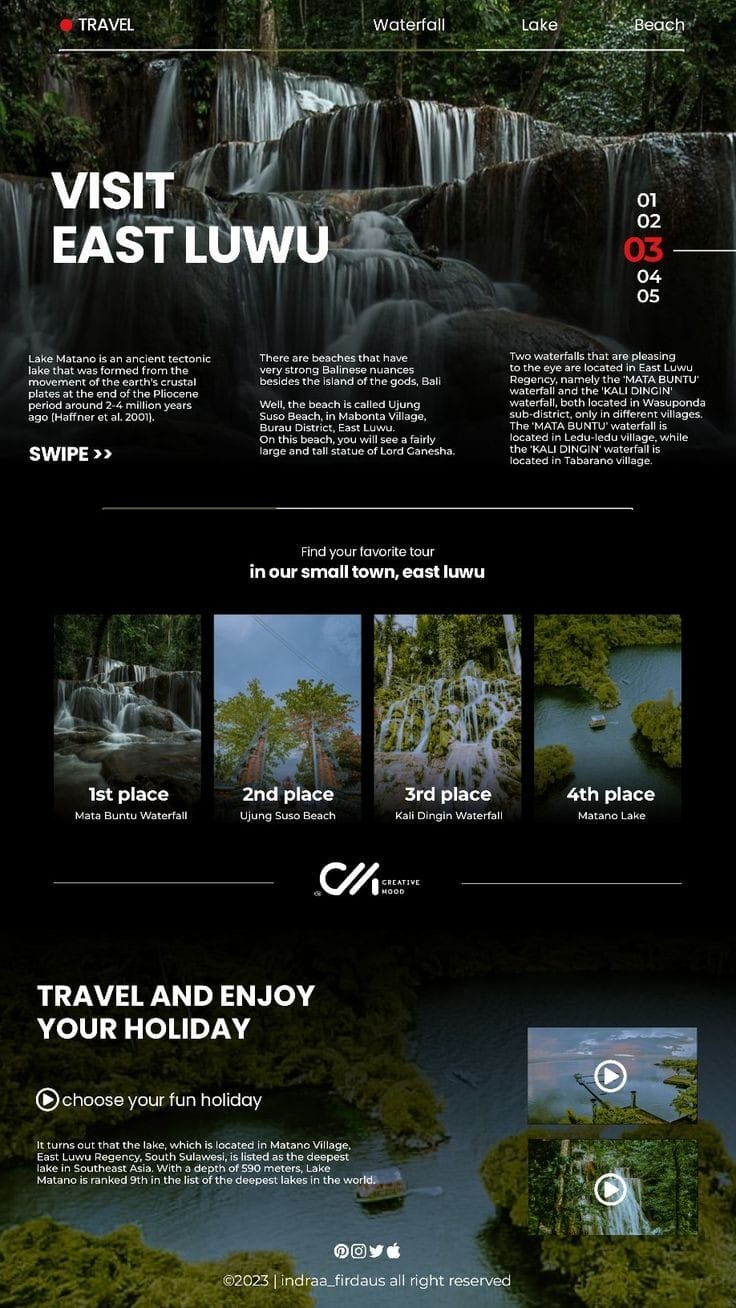 TRAVEL
Waterfall
Lake
Beach
VISIT
EAST LUWU
01
02
03
04
05
Lake Matano is an ancient tectonic
lake that was formed from the
movement of the earth's crustal
plates at the end of the Pliocene
period around 2-4 million years
ago (Haffner et al. 2001).
SWIPE >>
There are beaches that have
very strong Balinese nuances
besides the island of the gods, Bali
Well, the beach is called Ujung
Suso Beach, in Mabonta Village,
Burau District, East Luwu.
On this beach, you will see a fairly
large and tall statue of Lord Ganesha.
Two waterfalls that are pleasing
to the eye are located in East Luwu
Regency, namely the 'MATA BUNTU'
waterfall and the 'KALI DINGIN'
waterfall, both located in Wasuponda
sub-district, only in different villages.
The 'MATA BUNTU' waterfall is
located in Ledu-ledu village, while
the 'KALI DINGIN' waterfall is
located in Tabarano village.
Find your favorite tour
in our small town, east luwu
1st place
Mata Buntu Waterfall
2nd place
Ujung Suso Beach
3rd place
Kali Dingin Waterfall
4th place
Matano Lake
CM
CREATIVE
MOOD
TRAVEL AND ENJOY
YOUR HOLIDAY
choose your fun holiday
It turns out that the lake, which is located in Matano Village,
East Luwu Regency, South Sulawesi, is listed as the deepest
lake in Southeast Asia. With a depth of 590 meters, Lake
Matano is ranked 9th in the list of the deepest lakes in the world.
©2023 | indraa_firdaus all right reserved